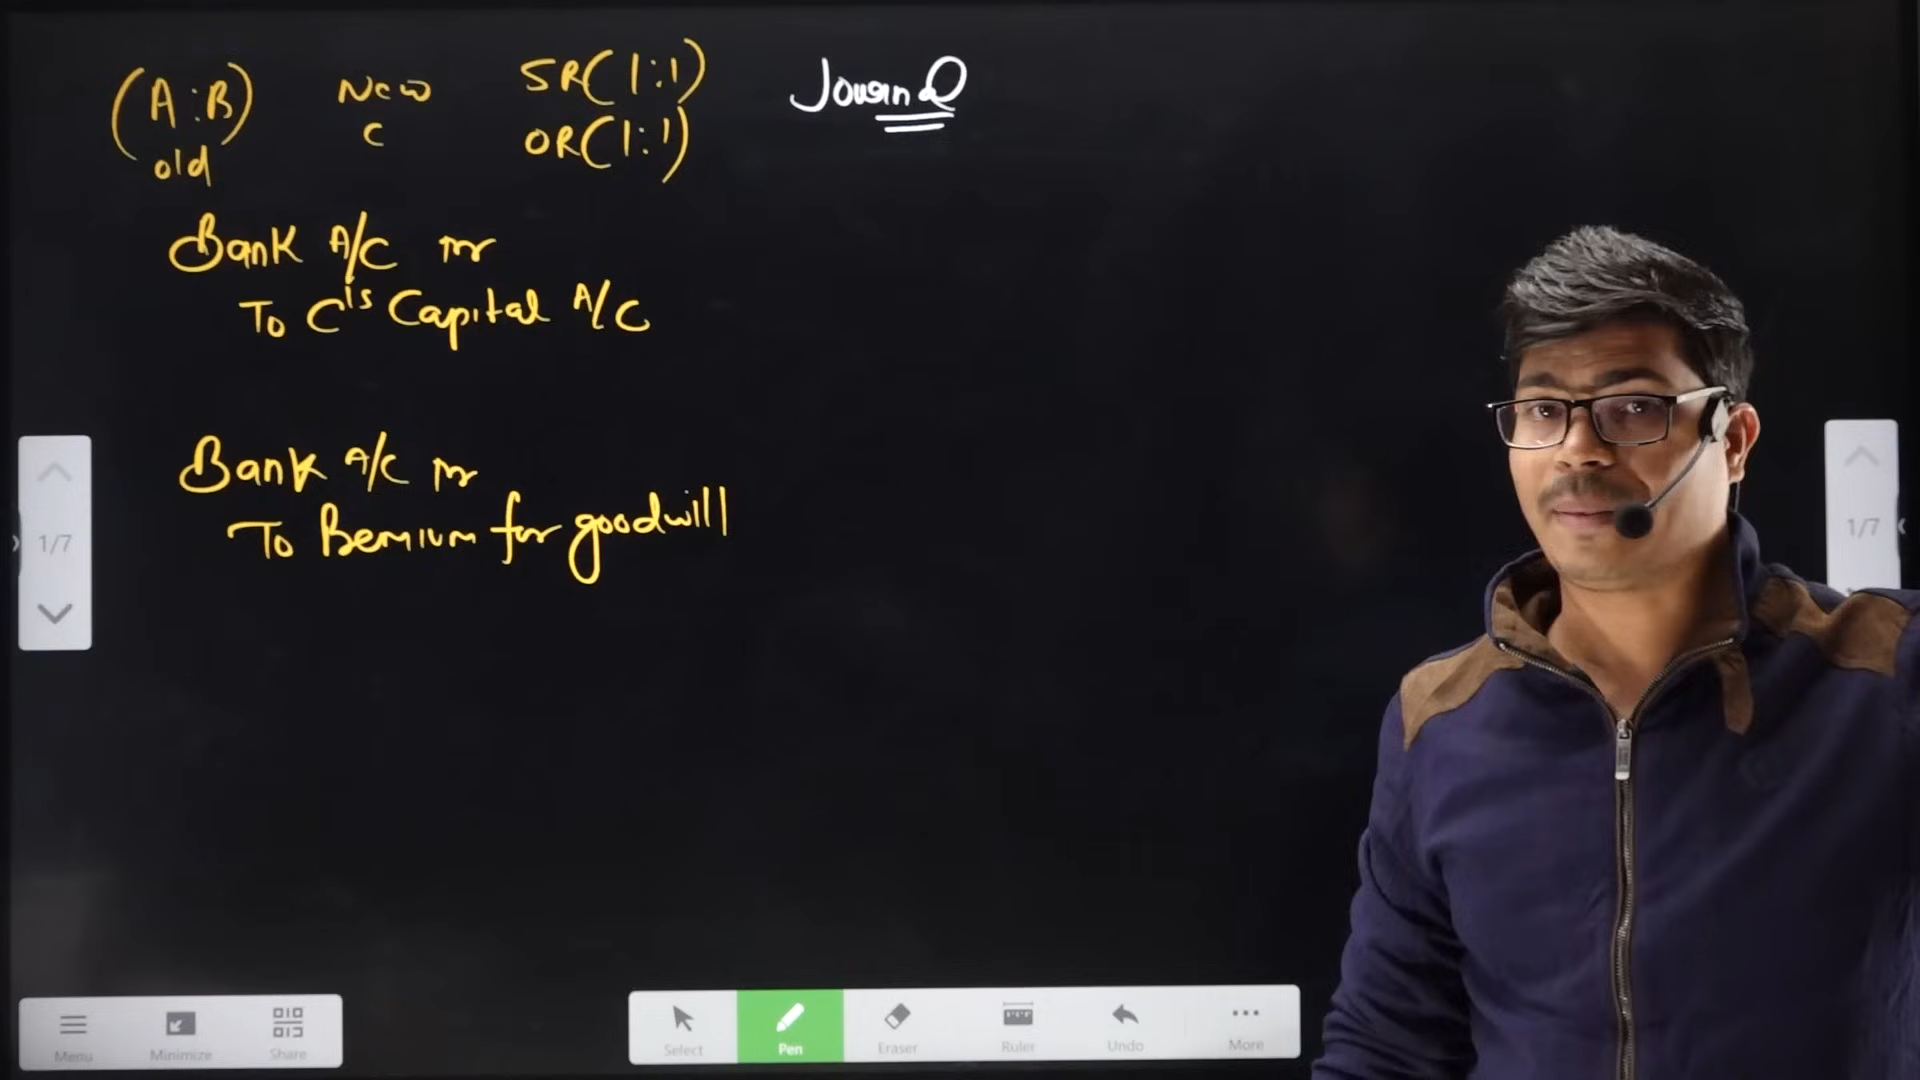 (A:B) New SR(1:1) Journal
old C OR(1:1)
Bank A/C Dr
To C's Capital A/C
Bank A/C Dr
To Premium for goodwill
1/7
1/7
Menu Minimize Share
Select Pen Eraser Ruler Undo More